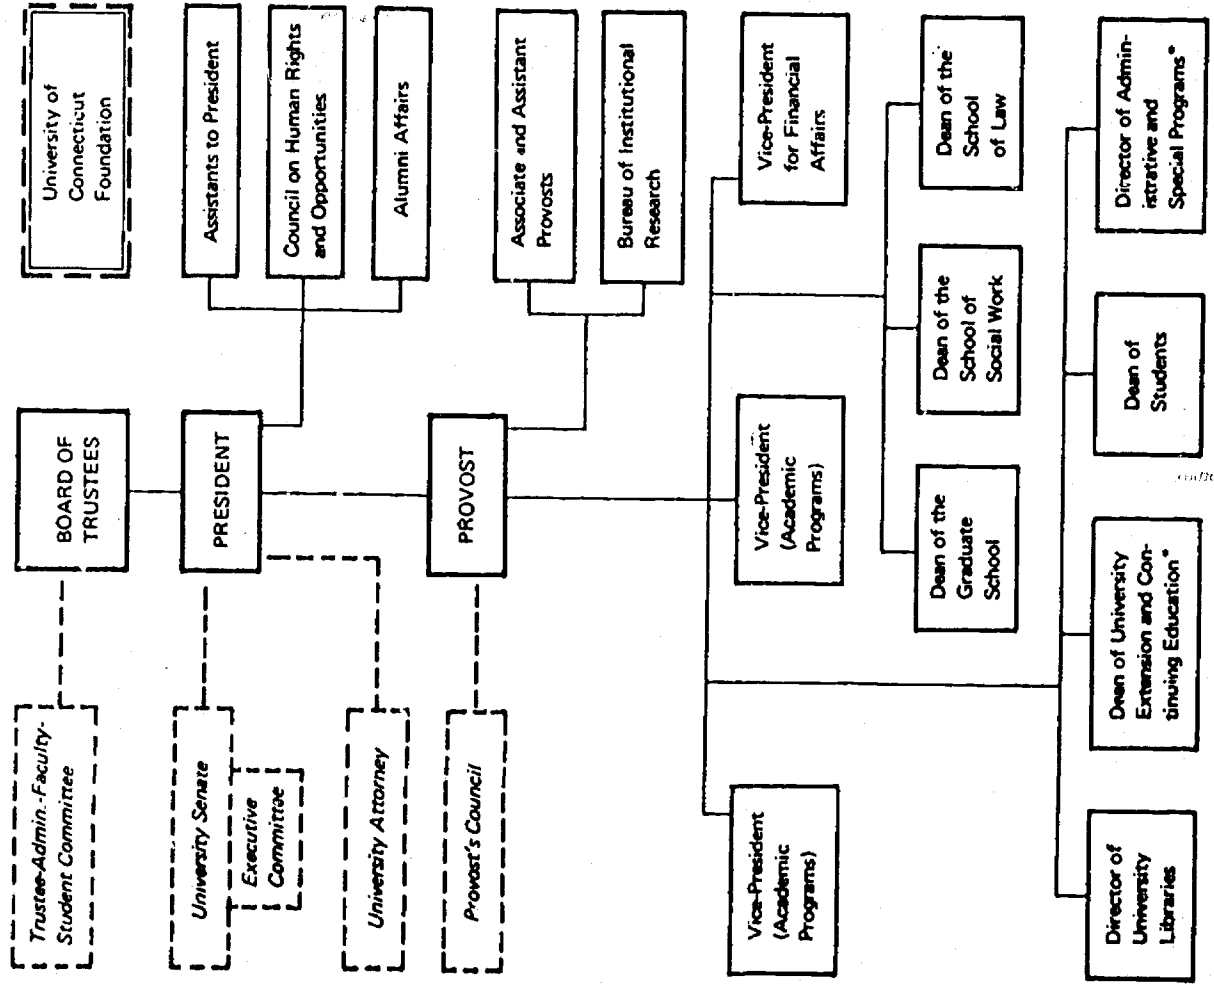 University of
Connecticut
Foundation
BOARD OF
TRUSTEES
Trustee-Admin.-Faculty-
Student Committee
Assistants to President
Council on Human Rights
and Opportunities
Alumni Affairs
PRESIDENT
University Senate
Executive
Committee
University Attorney
Associate and Assistant
Provosts
Bureau of Institutional
Research
PROVOST
Provost's Council
Vice-President
(Academic
Programs)
Vice-President
(Academic
Programs)
Vice-President
for Financial
Affairs
Dean of the
Graduate
School
Dean of the
School of
Social Work
Dean of the
School
of Law
Director of
University
Libraries
Dean of University
Extension and Con-
tinuing Education*
Dean of
Students
Director of Admin-
istrative and
Special Programs*